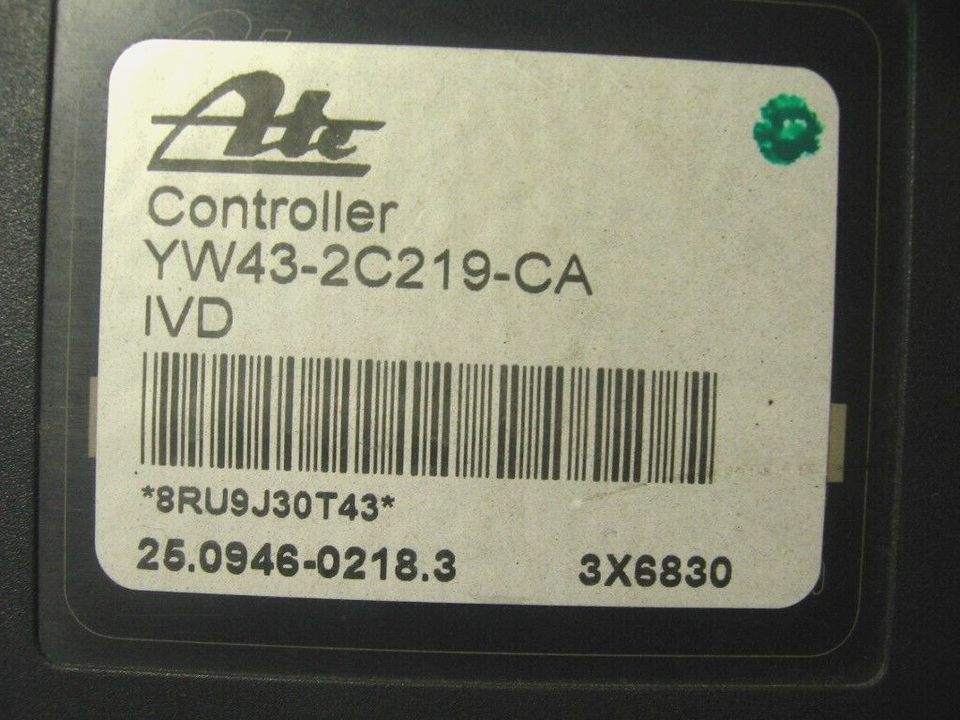 Ate
Controller
YW43-2C219-CA
IVD
*8RU9J30T43*
25.0946-0218.3 3X6830